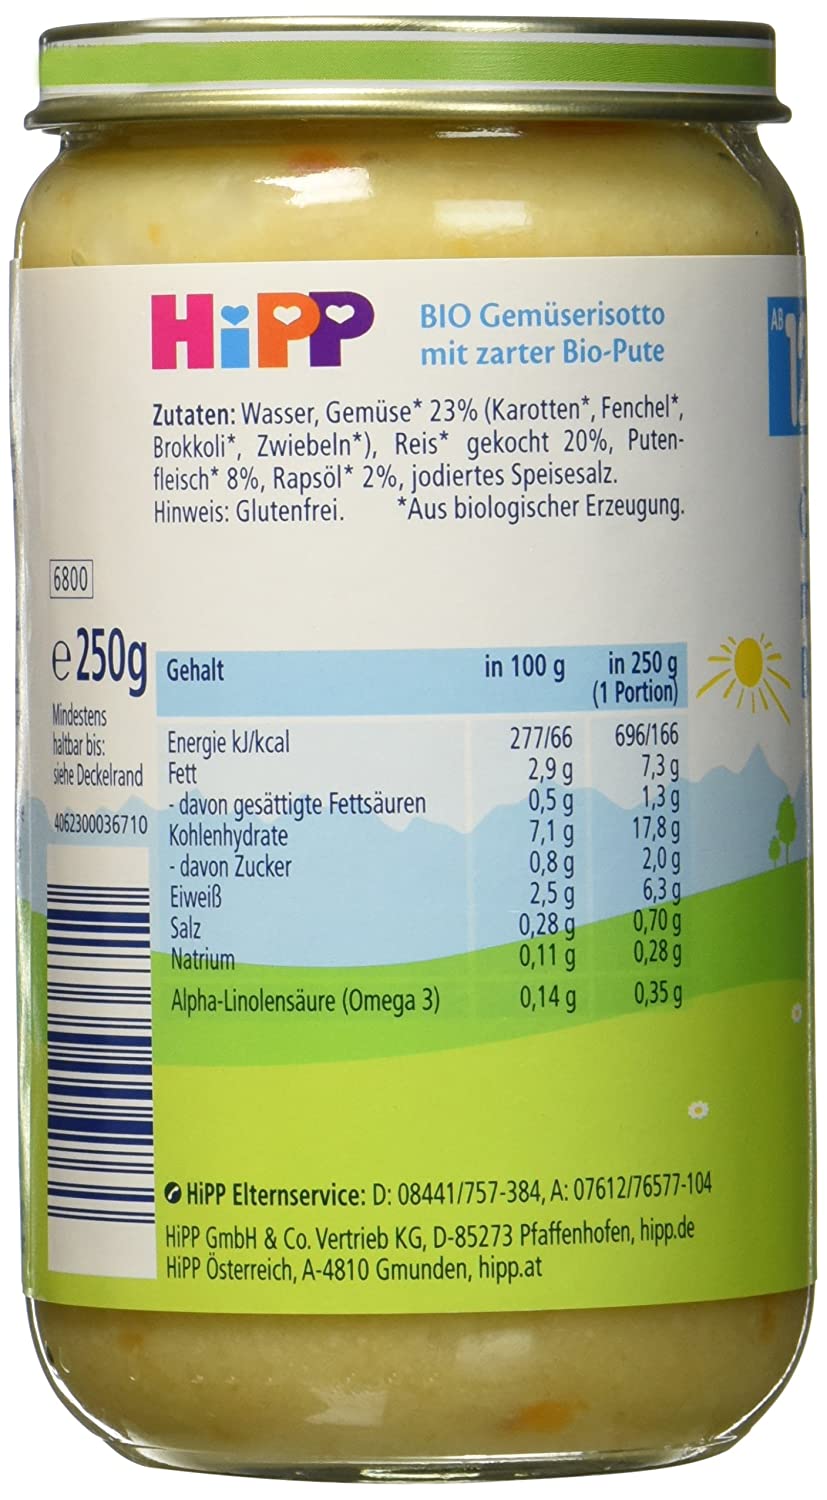 HiPP
BIO Gemüserisotto
mit zarter Bio-Pute
AB
Zutaten: Wasser, Gemüse* 23% (Karotten*, Fenchel*,
Brokkoli*, Zwiebeln*), Reis* gekocht 20%, Puten-
fleisch* 8%, Rapsöl* 2%, jodiertes Speisesalz.
Hinweis: Glutenfrei. *Aus biologischer Erzeugung.
6800
e 250g
Mindestens
haltbar bis:
siehe Deckelrand
4062300036710
Gehalt in 100 g in 250 g
(1 Portion)
Energie kJ/kcal 277/66 696/166
Fett 2,9 g 7,3 g
- davon gesättigte Fettsäuren 0,5 g 1,3 g
Kohlenhydrate 7,1 g 17,8 g
- davon Zucker 0,8 g 2,0 g
Eiweiß 2,5 g 6,3 g
Salz 0,28 g 0,70 g
Natrium 0,11 g 0,28 g
Alpha-Linolensäure (Omega 3) 0,14 g 0,35 g
HiPP Elternservice: D: 08441/757-384, A: 07612/76577-104
HiPP GmbH & Co. Vertrieb KG, D-85273 Pfaffenhofen, hipp.de
HiPP Österreich, A-4810 Gmunden, hipp.at